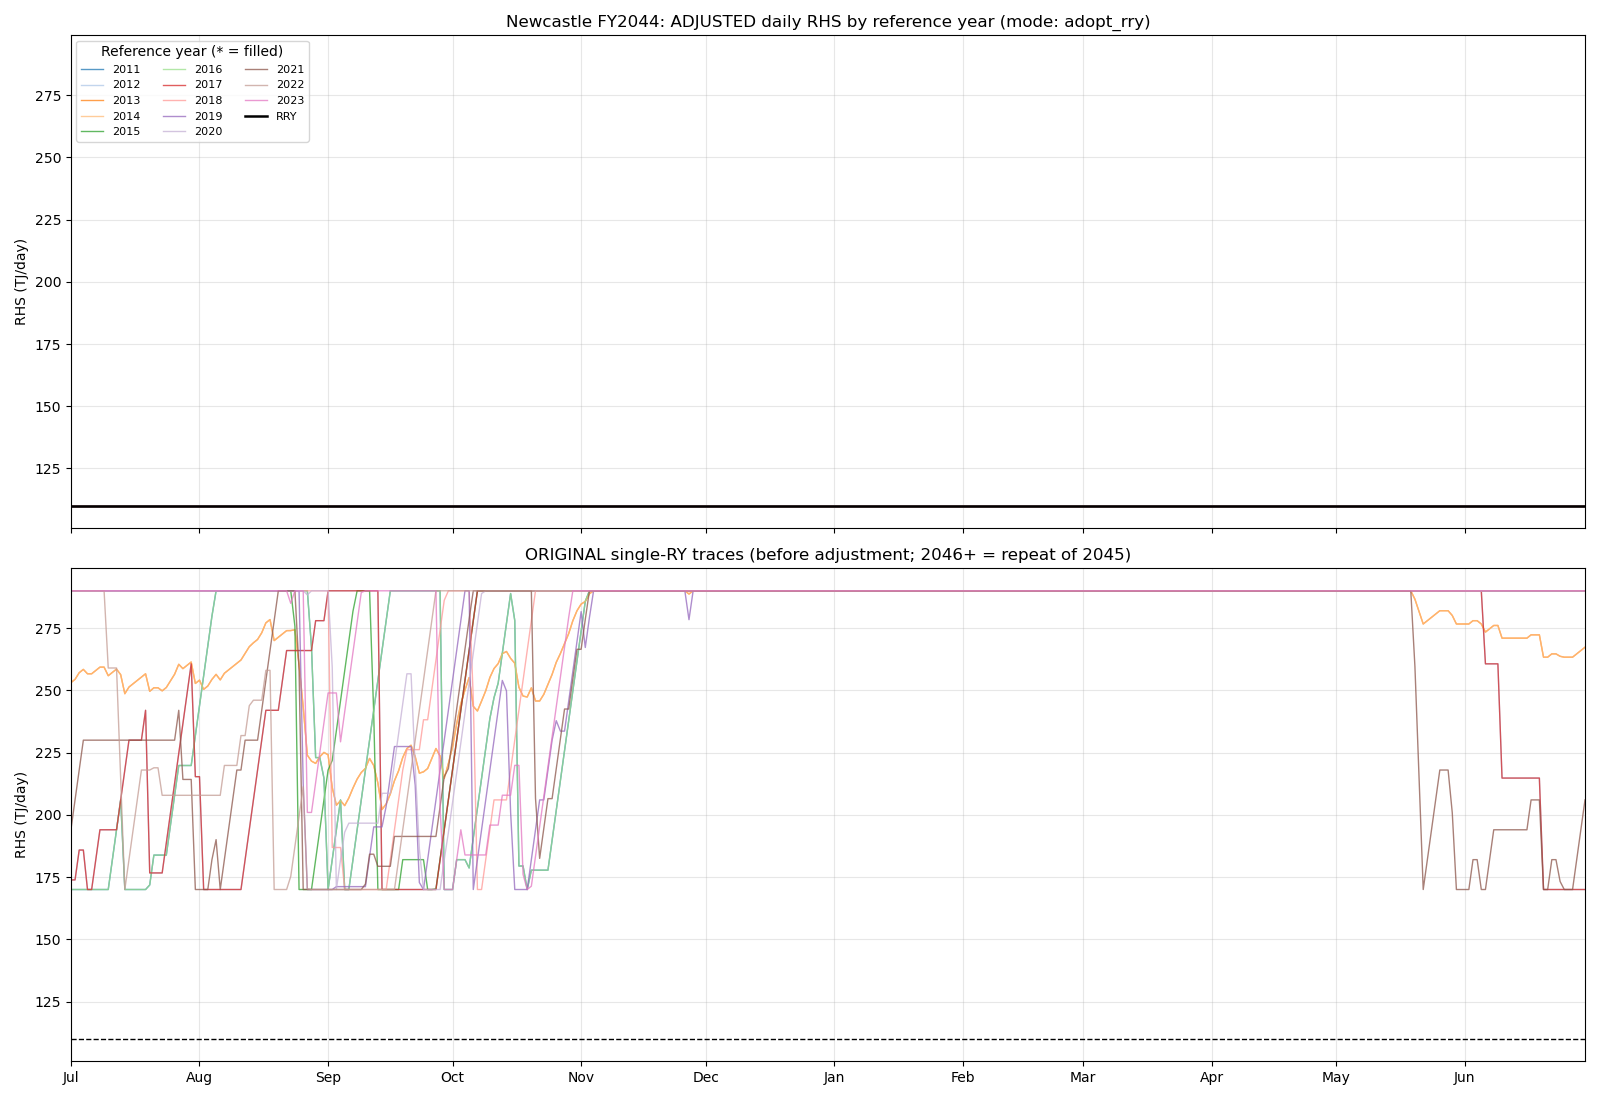 Newcastle FY2044: ADJUSTED daily RHS by reference year (mode: adopt_rry)
Reference year (* = filled)
2011 2016 2021
2012 2017 2022
2013 2018 2023
2014 2019 RRY
2015 2020
275
250
225
200
175
150
125
RHS (TJ/day)
ORIGINAL single-RY traces (before adjustment; 2046+ = repeat of 2045)
275
250
225
200
175
150
125
RHS (TJ/day)
Jul Aug Sep Oct Nov Dec Jan Feb Mar Apr May Jun